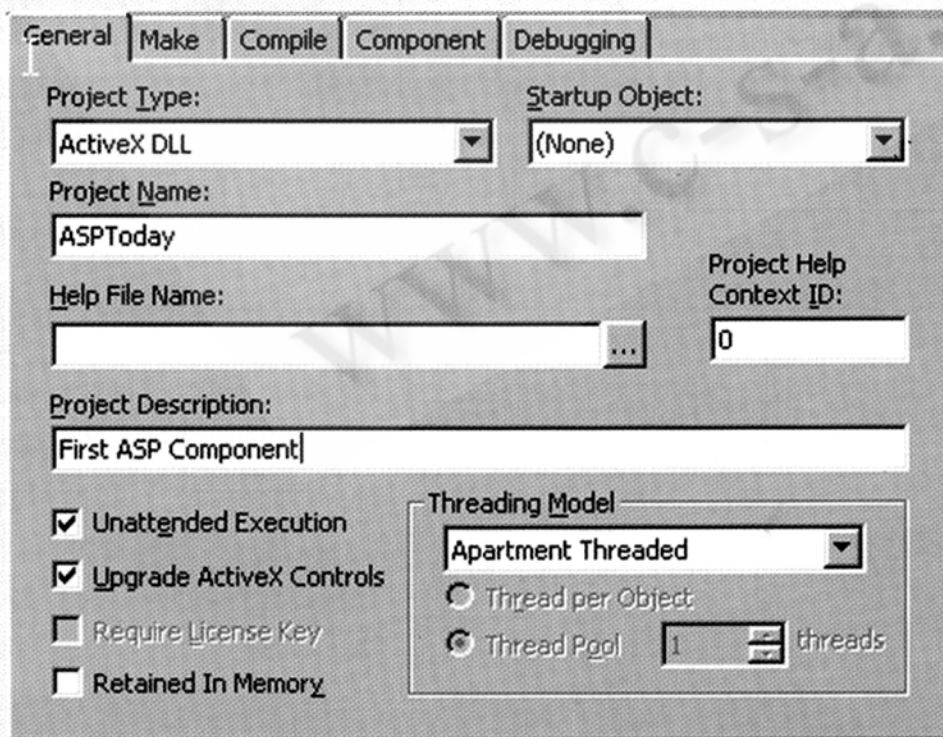 General Make Compile Component Debugging
Project Type: Startup Object:
ActiveX DLL (None)
Project Name:
ASPToday
Project Help
Context ID:
Help File Name:
... 0
Project Description:
First ASP Component
Unattended Execution
Upgrade ActiveX Controls
Require License Key
Retained In Memory
Threading Model
Apartment Threaded
Thread per Object
Thread Pool 1 threads
www.c-s-a.